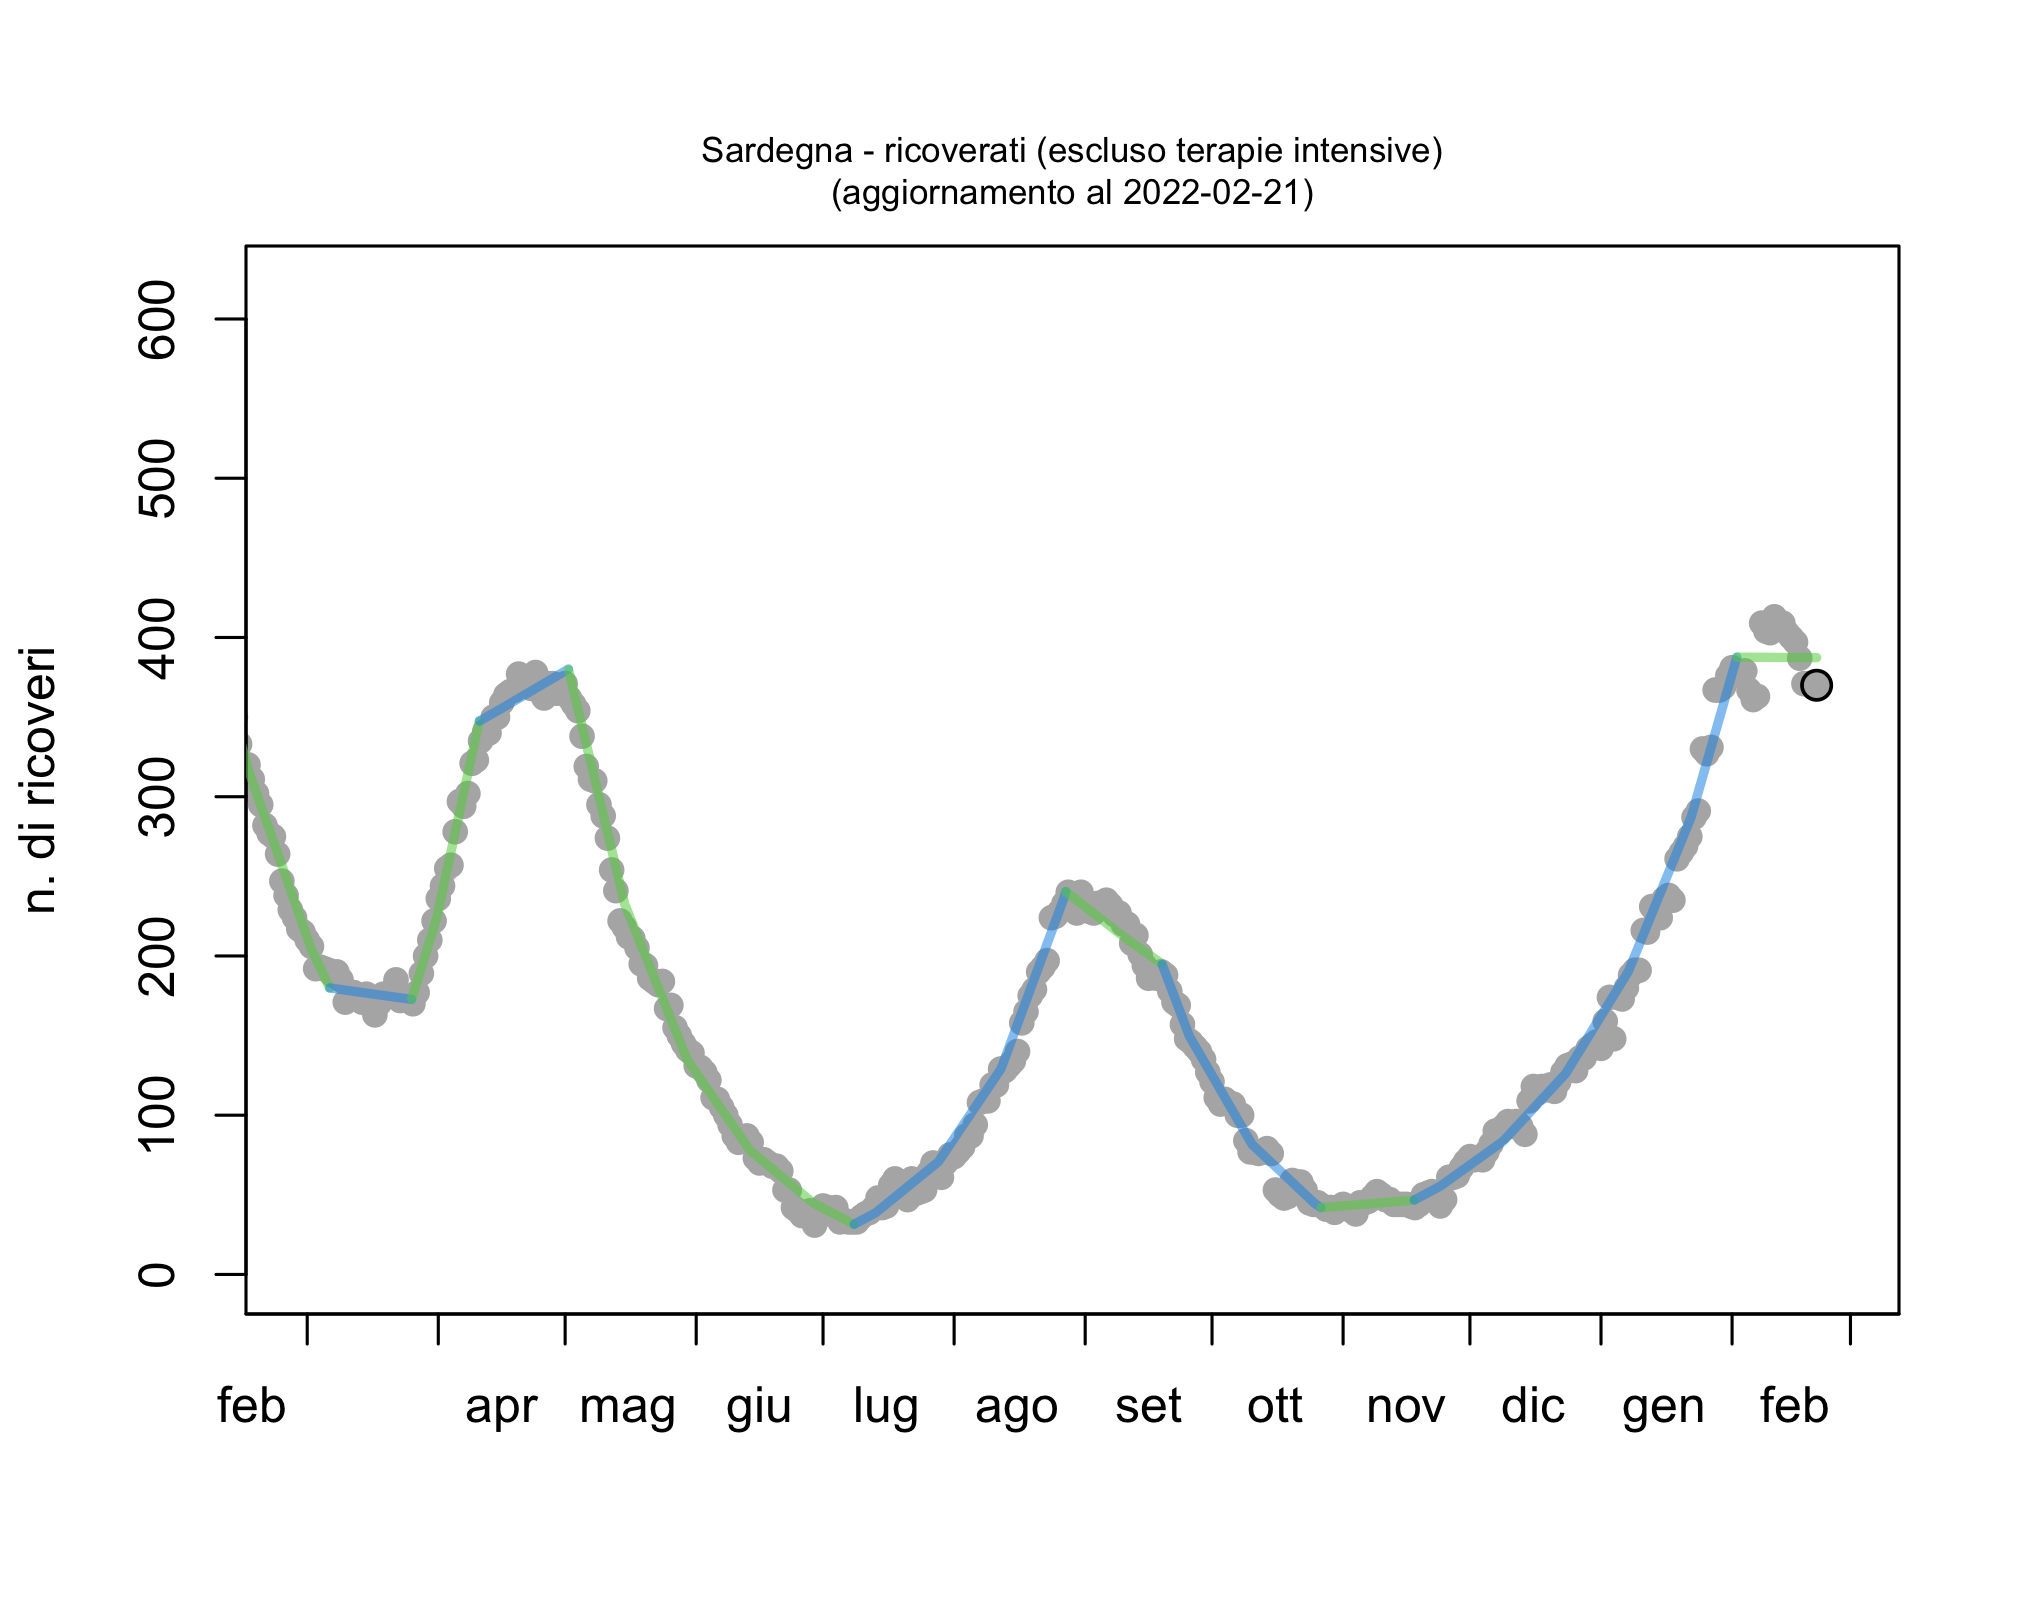 Sardegna - ricoverati (escluso terapie intensive)
(aggiornamento al 2022-02-21)
n. di ricoveri
600
500
400
300
200
100
0
feb apr mag giu lug ago set ott nov dic gen feb